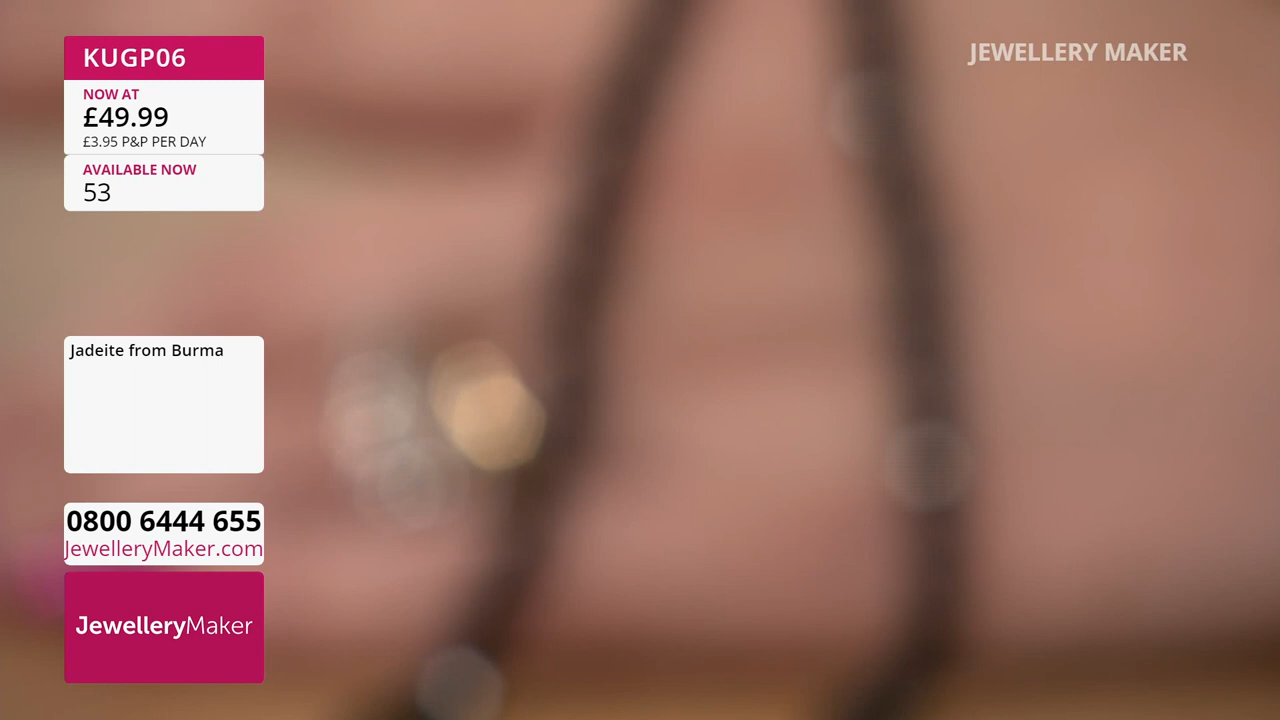 KUGP06
NOW AT
£49.99
£3.95 P&P PER DAY
AVAILABLE NOW
53
Jadeite from Burma
0800 6444 655
JewelleryMaker.com
JewelleryMaker
JEWELLERY MAKER